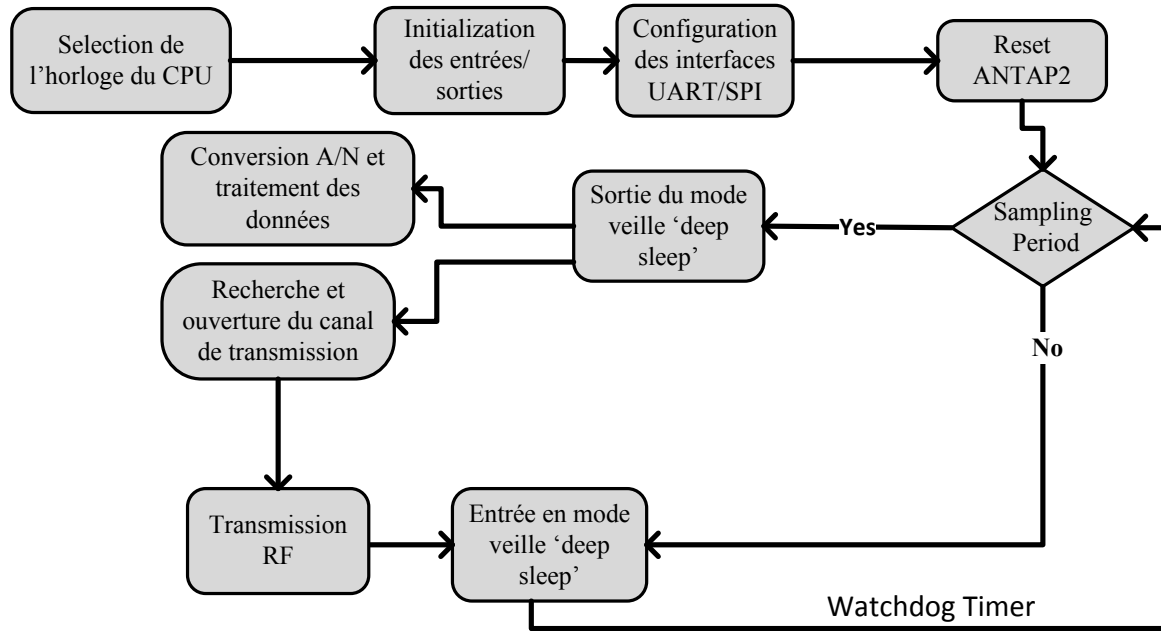 Selection de
l'horloge du CPU
Initialization
des entrées/
sorties
Configuration
des interfaces
UART/SPI
Reset
ANTAP2
Conversion A/N et
traitement des
données
Sortie du mode
veille 'deep
sleep'
Yes
Sampling
Period
Recherche et
ouverture du canal
de transmission
No
Transmission
RF
Entrée en mode
veille 'deep
sleep'
Watchdog Timer